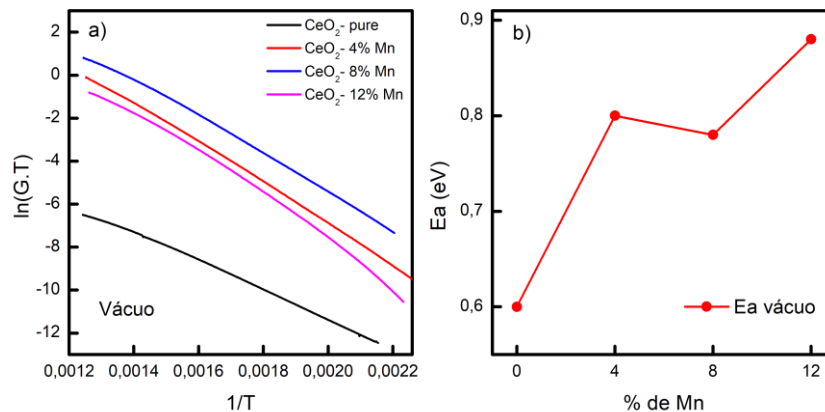 a)
CeO₂- pure
CeO₂- 4% Mn
CeO₂- 8% Mn
CeO₂- 12% Mn
2
0
-2
-4
-6
-8
-10
-12
ln(G.T)
Vácuo
0,0012 0,0014 0,0016 0,0018 0,0020 0,0022
1/T
b)
0,9
0,8
0,7
0,6
Ea (eV)
Ea vácuo
0 4 8 12
% de Mn